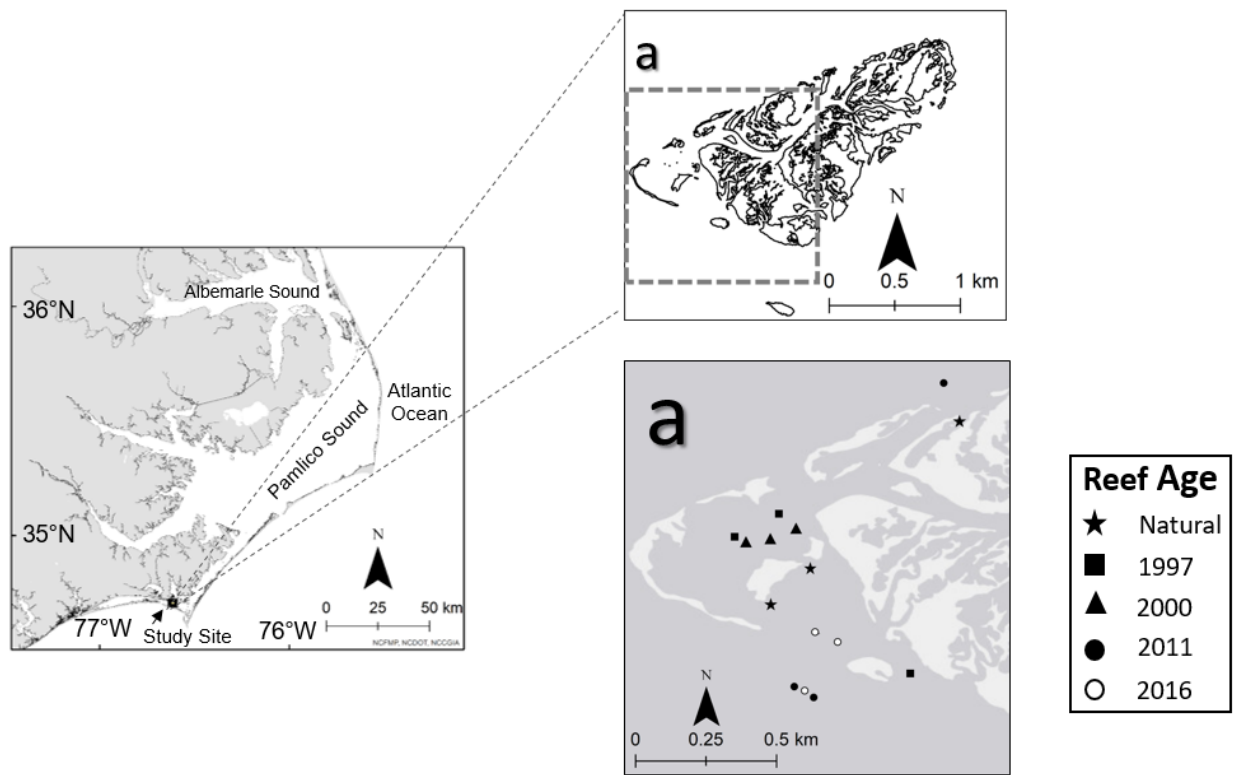 a
N
0 0.5 1 km
Albemarle Sound
36°N
Atlantic
Ocean
Pamlico Sound
35°N
N
0 25 50 km
77°W
76°W
Study Site
NCFMP, NCDOT, NCCGIA
a
N
0 0.25 0.5 km
Reef Age
Natural
1997
2000
2011
2016